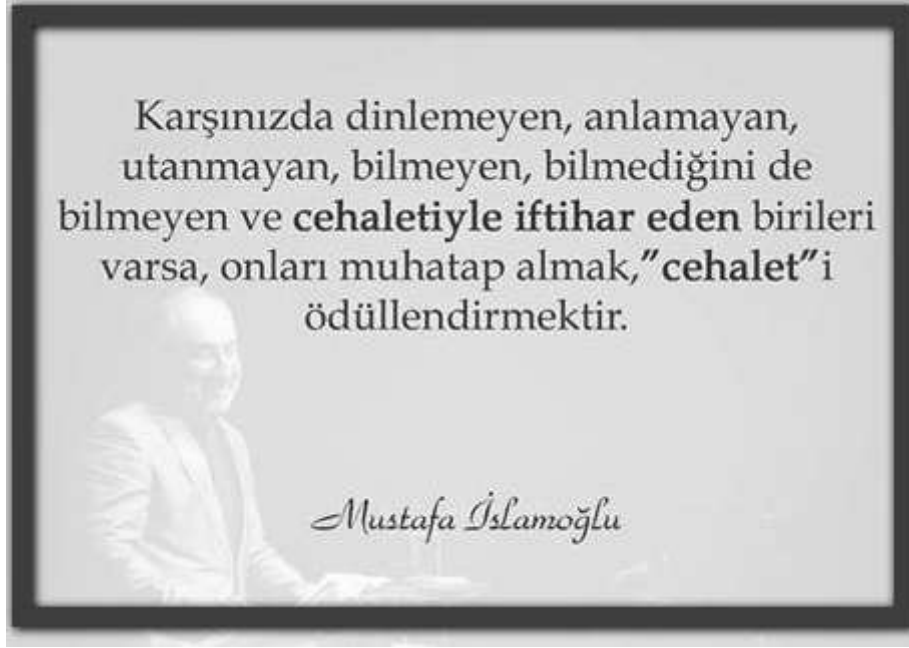 Karşınızda dinlemeyen, anlamayan,
utanmayan, bilmeyen, bilmediğini de
bilmeyen ve cehaletiyle iftihar eden birileri
varsa, onları muhatap almak,"cehalet"i
ödüllendirmektir.
Mustafa İslamoğlu